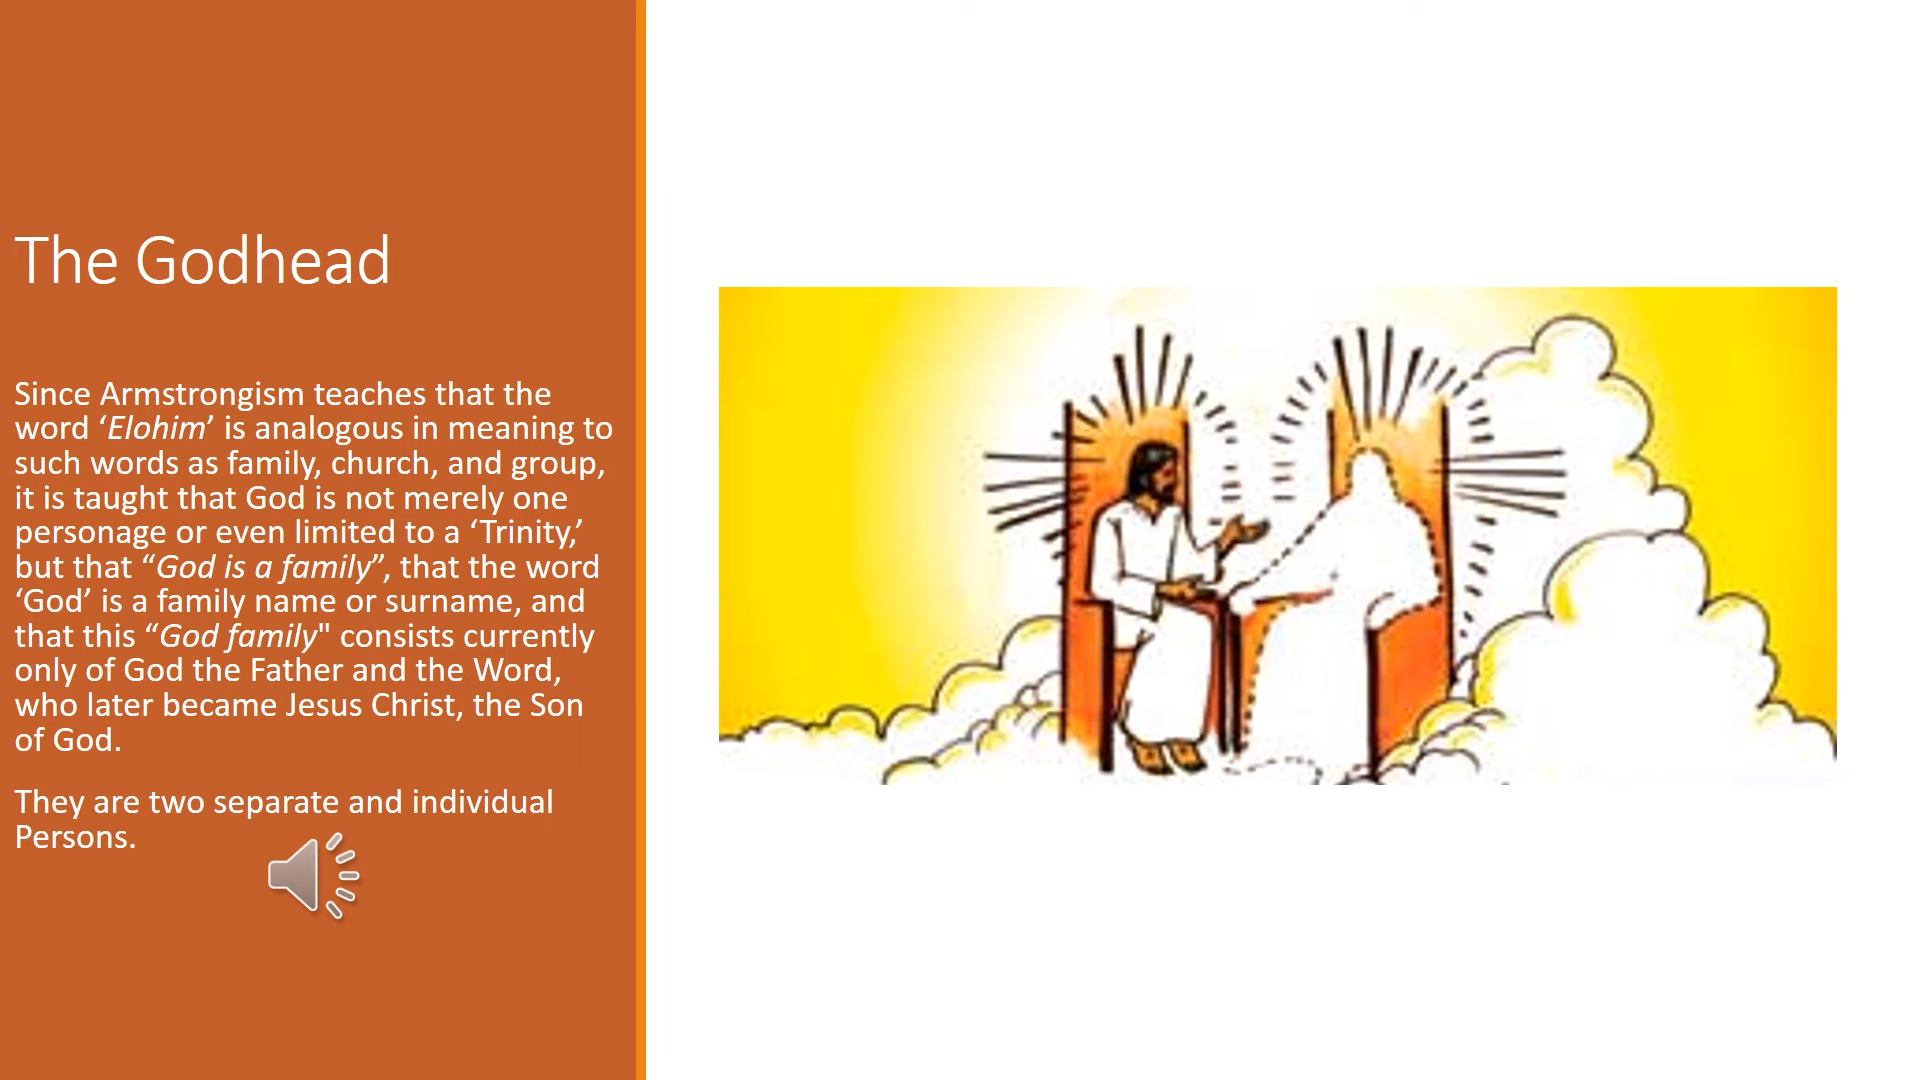 The Godhead
Since Armstrongism teaches that the
word ‘Elohim’ is analogous in meaning to
such words as family, church, and group,
it is taught that God is not merely one
personage or even limited to a ‘Trinity,’
but that “God is a family”, that the word
‘God’ is a family name or surname, and
that this “God family" consists currently
only of God the Father and the Word,
who later became Jesus Christ, the Son
of God.
They are two separate and individual
Persons.